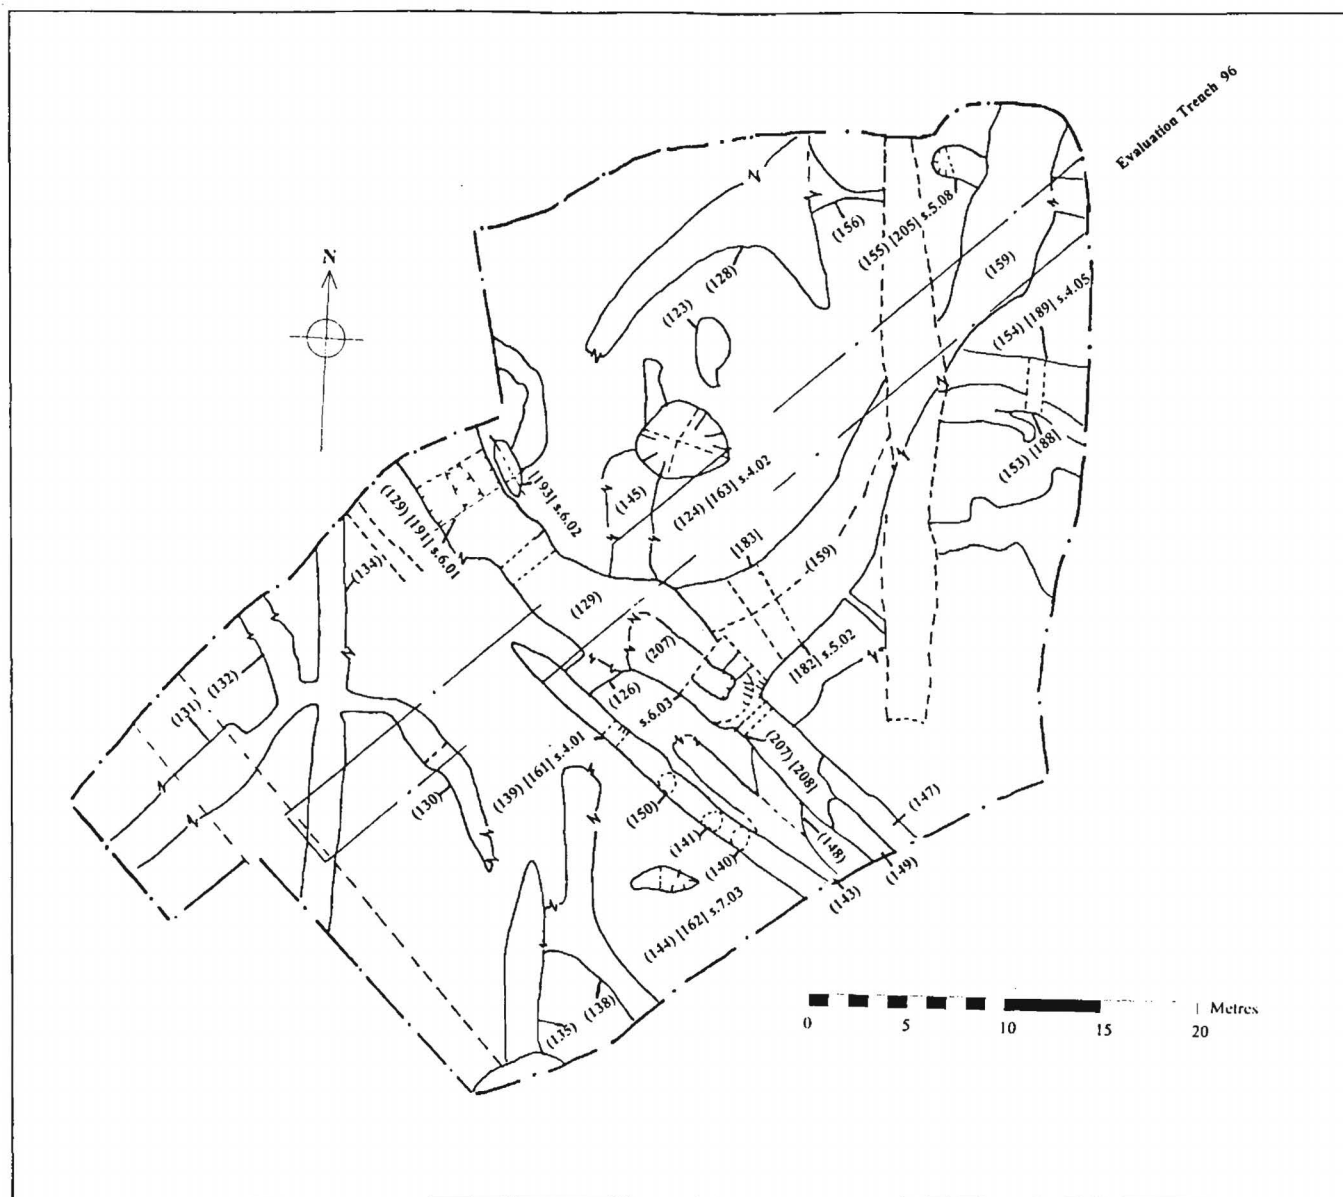 Evaluation Trench 96
N
(156)
(155) [205] s.5.08
(128)
(159)
(123)
(154) [189] s.4.05
(153) [188]
[193] s.6.02
(145)
(124) [163] s.4.02
(129) [191] s.6.01
[183]
(159)
(134)
(129)
(207)
[182] s.5.02
(132)
(131)
(126)
s.6.03
(139) [161] s.4.01
(207) [208]
(130)
(150)
(147)
(141)
(148)
(140)
(149)
(143)
(144) [162] s.7.03
(138)
(135)
Metres
0 5 10 15 20